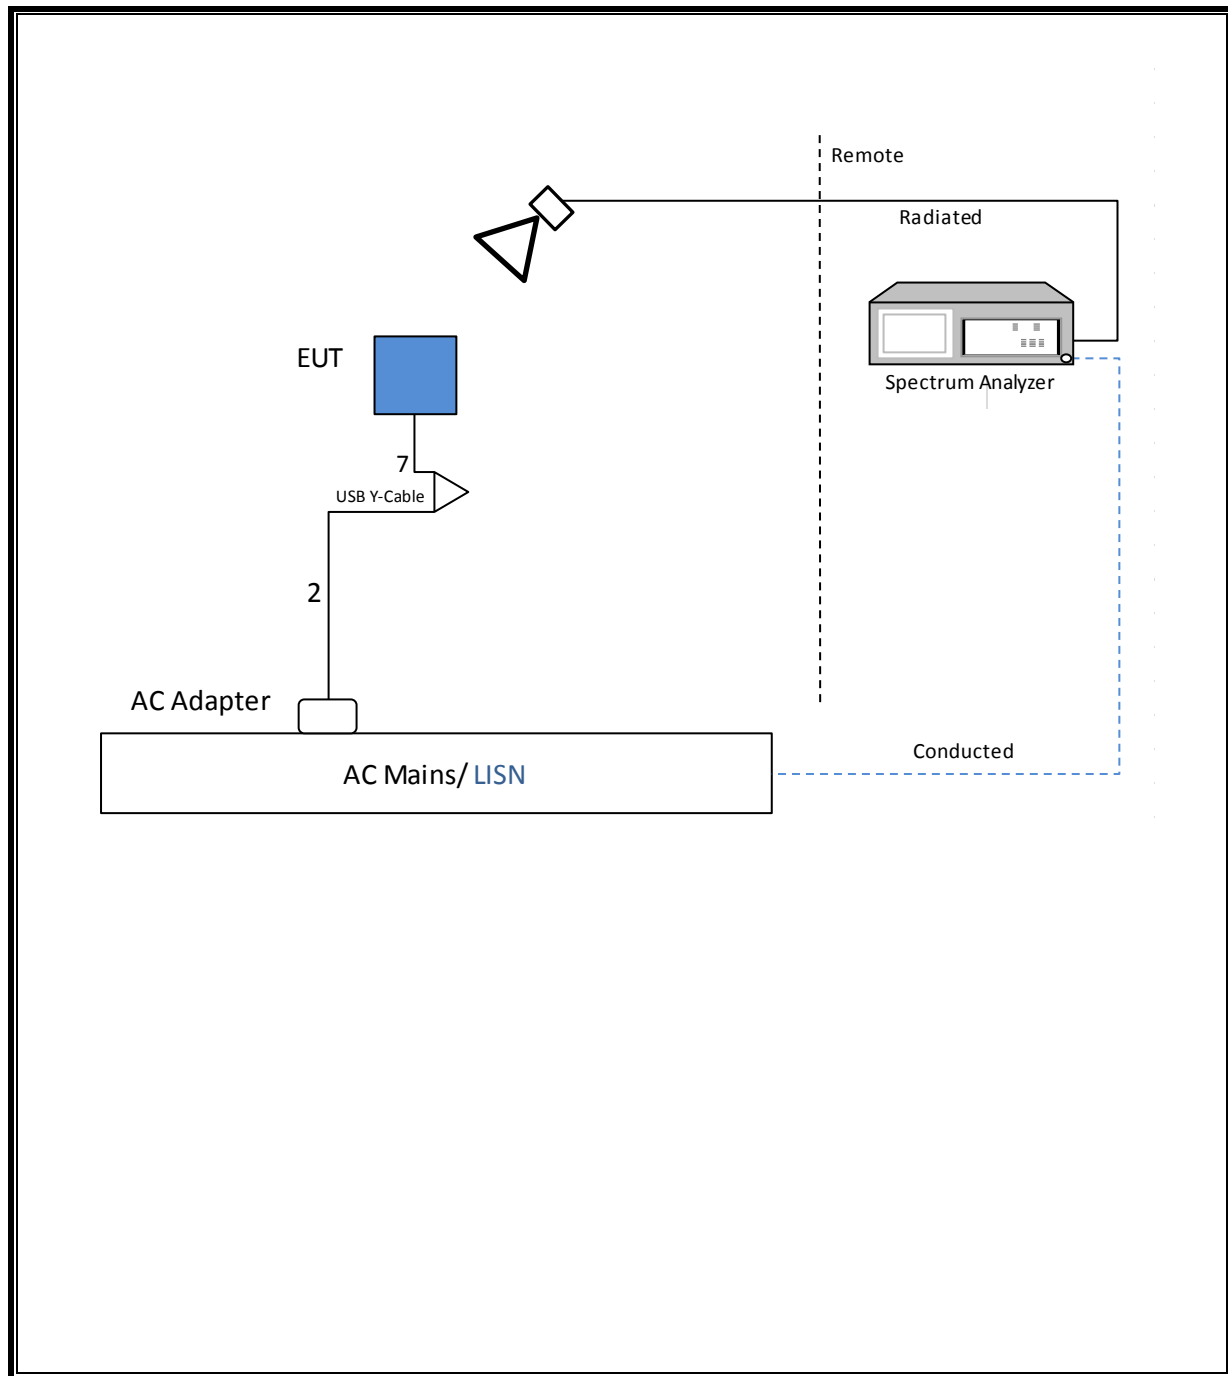 Remote
Radiated
EUT
Spectrum Analyzer
7
USB Y-Cable
2
AC Adapter
Conducted
AC Mains/ LISN